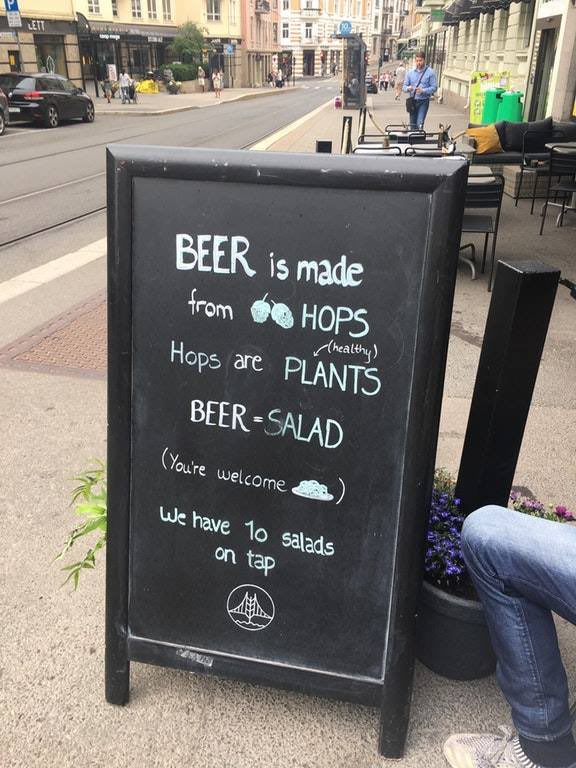 BEER is made
from HOPS
(healthy)
Hops are PLANTS
BEER = SALAD
(You're welcome )
We have 10 salads
on tap